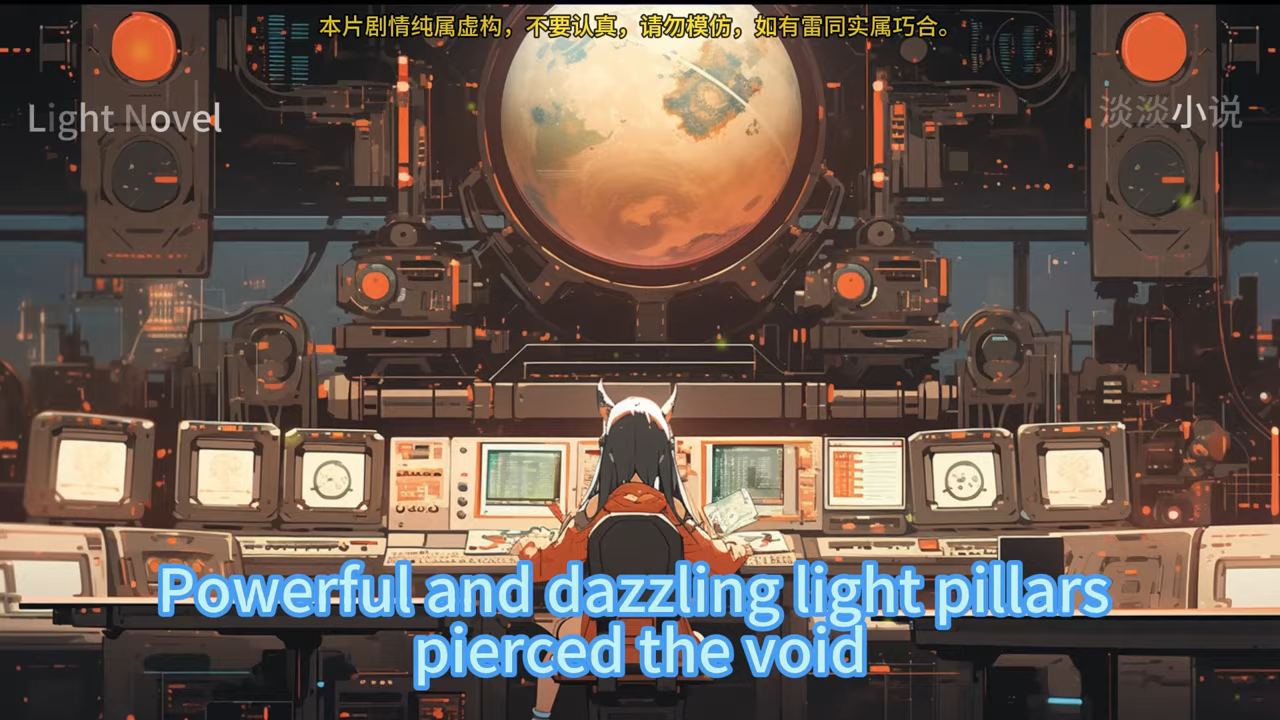 本片剧情纯属虚构，不要认真，请勿模仿，如有雷同实属巧合。
Light Novel
淡淡小说
Powerful and dazzling light pillars
pierced the void